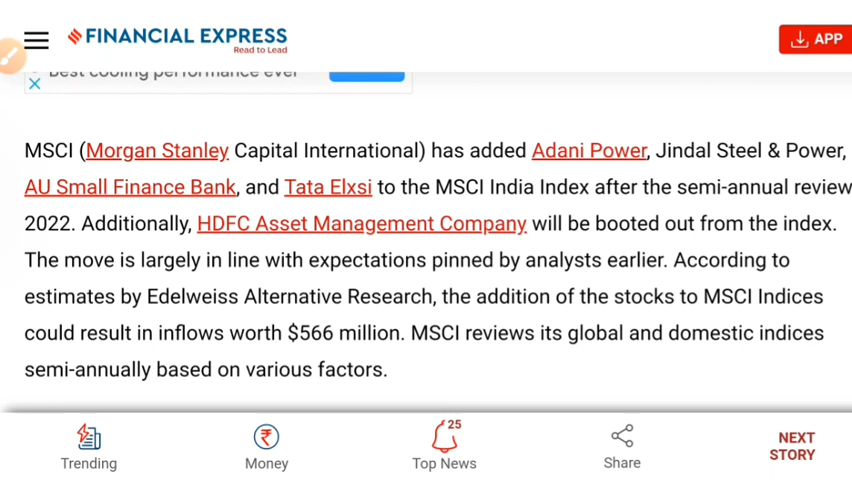 FINANCIAL EXPRESS
Read to Lead
APP
Best cooling performance ever
MSCI (Morgan Stanley Capital International) has added Adani Power, Jindal Steel & Power,
AU Small Finance Bank, and Tata Elxsi to the MSCI India Index after the semi-annual review
2022. Additionally, HDFC Asset Management Company will be booted out from the index.
The move is largely in line with expectations pinned by analysts earlier. According to
estimates by Edelweiss Alternative Research, the addition of the stocks to MSCI Indices
could result in inflows worth $566 million. MSCI reviews its global and domestic indices
semi-annually based on various factors.
25
Trending
Money
Top News
Share
NEXT
STORY